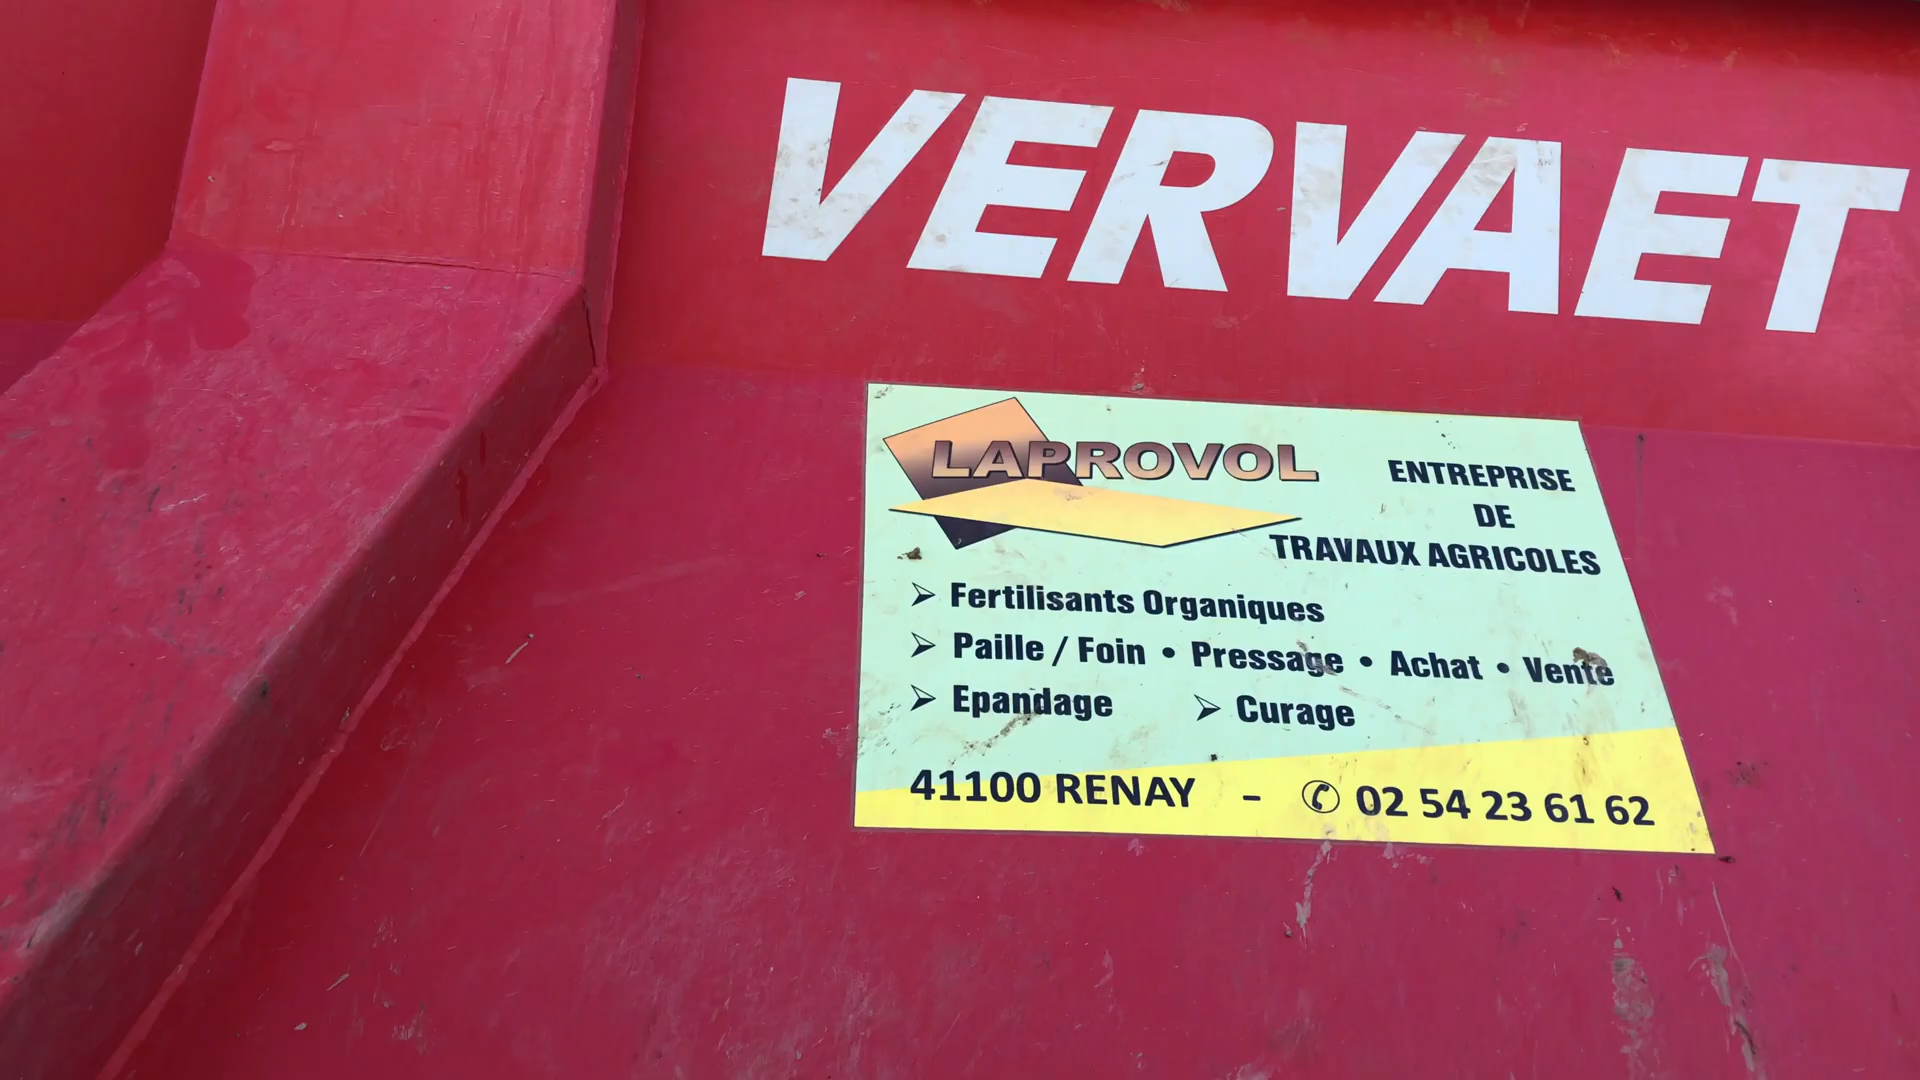 VERVAET
LAPROVOL
ENTREPRISE
DE
TRAVAUX AGRICOLES
➢ Fertilisants Organiques
➢ Paille / Foin • Pressage • Achat • Vente
➢ Epandage ➢ Curage
41100 RENAY - ✆ 02 54 23 61 62